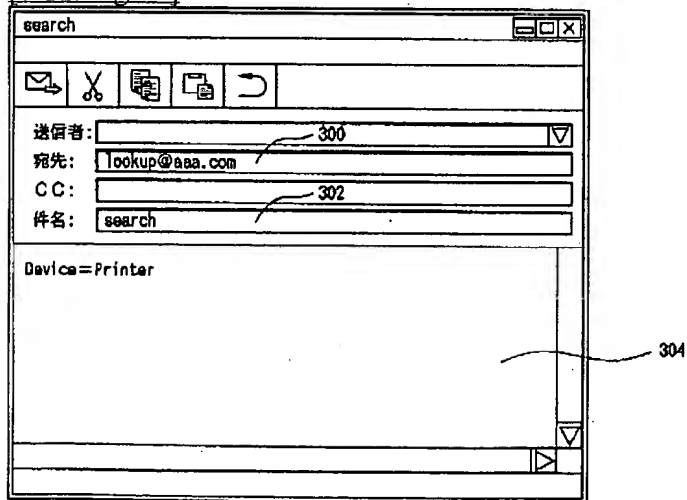 search
送信者:
300
宛先: lookup@aaa.com
CC:
302
件名: search
Device=Printer
304